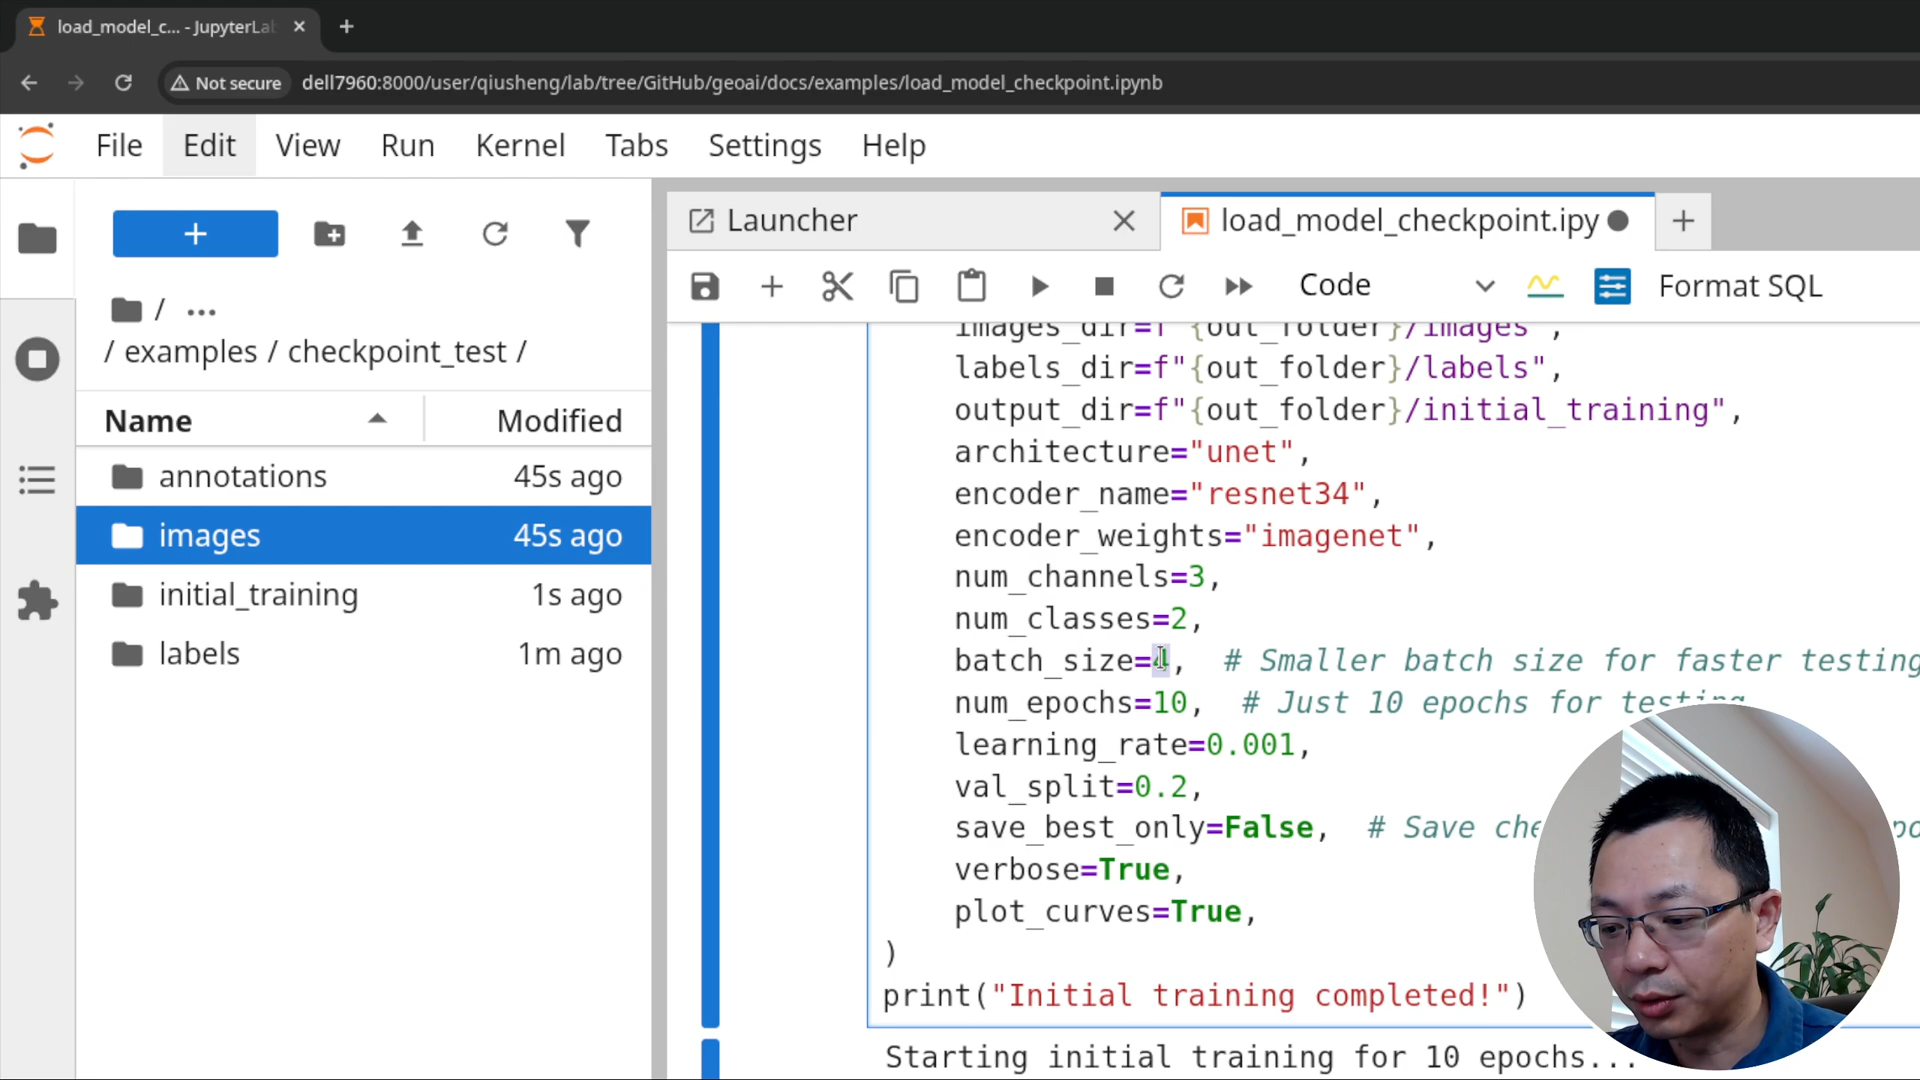 load_model_c... - JupyterLab
Not secure
dell7960:8000/user/qiusheng/lab/tree/GitHub/geoai/docs/examples/load_model_checkpoint.ipynb
File Edit View Run Kernel Tabs Settings Help
/ ...
/ examples / checkpoint_test /
Name Modified
annotations 45s ago
images 45s ago
initial_training 1s ago
labels 1m ago
Launcher
load_model_checkpoint.ipy
Code Format SQL
images_dir=f"{out_folder}/images",
labels_dir=f"{out_folder}/labels",
output_dir=f"{out_folder}/initial_training",
architecture="unet",
encoder_name="resnet34",
encoder_weights="imagenet",
num_channels=3,
num_classes=2,
batch_size=4, # Smaller batch size for faster testing
num_epochs=10, # Just 10 epochs for testing
learning_rate=0.001,
val_split=0.2,
save_best_only=False, # Save
verbose=True,
plot_curves=True,
)
print("Initial training completed!")
Starting initial training for 10 epochs...